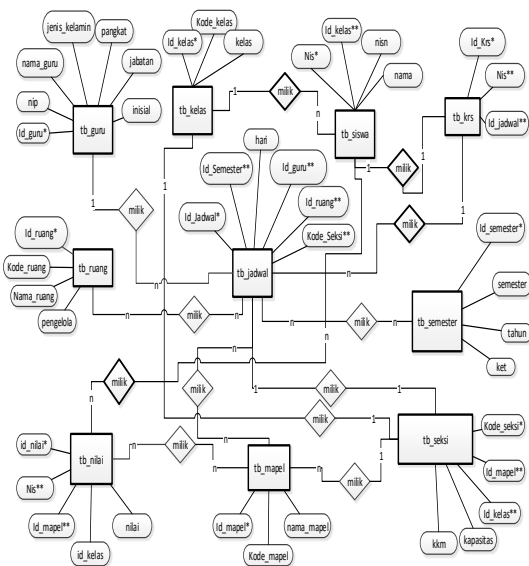 jenis_kelamin
pangkat
nama_guru
jabatan
nip
inisial
Id_guru*
tb_guru
Kode_kelas
Id_kelas*
kelas
tb_kelas
1
milik
n
Id_kelas**
nisn
Nis*
nama
tb_siswa
Id_Krs*
Nis**
Id_jadwal**
tb_krs
1
milik
1
1
milik
hari
Id_Semester**
Id_guru**
Id_Jadwal*
Id_ruang**
Kode_Seksi**
tb_jadwal
n
n
milik
1
1
Id_ruang*
Kode_ruang
Nama_ruang
pengelola
tb_ruang
n
milik
n
n
milik
n
Id_semester*
semester
tahun
ket
tb_semester
milik
n
n
milik
1
milik
1
milik
1
n
id_nilai*
Nis**
Id_mapel**
id_kelas
nilai
tb_nilai
n
milik
n
n
Id_mapel*
Kode_mapel
nama_mapel
tb_mapel
n
milik
1
Kode_seksi*
Id_mapel**
Id_kelas**
kapasitas
kkm
tb_seksi